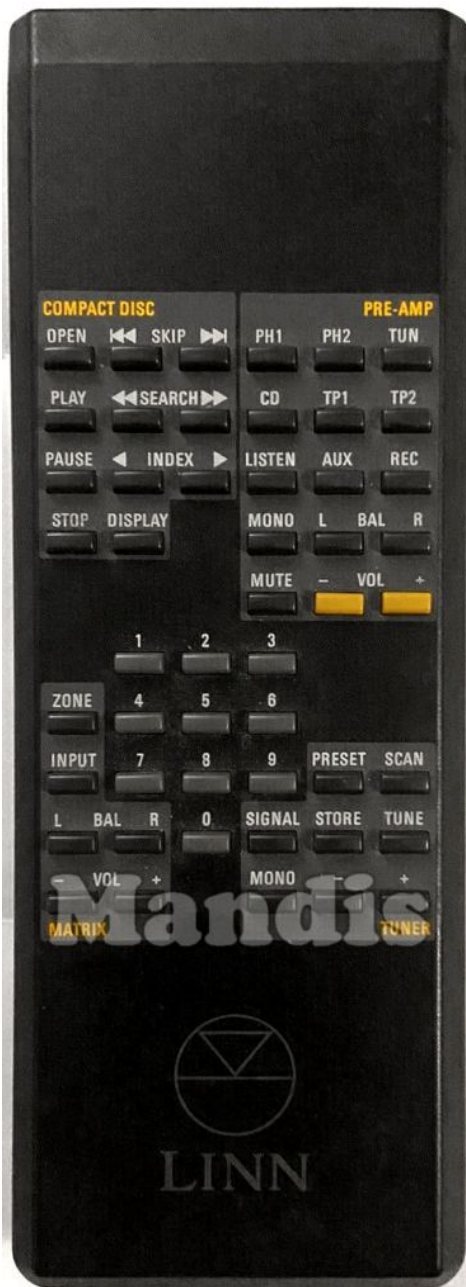 COMPACT DISC PRE-AMP
OPEN ⏮ SKIP ⏭ PH1 PH2 TUN
PLAY ◀◀ SEARCH ▶▶ CD TP1 TP2
PAUSE ◀ INDEX ▶ LISTEN AUX REC
STOP DISPLAY MONO L BAL R
MUTE - VOL +
1 2 3
ZONE 4 5 6
INPUT 7 8 9 PRESET SCAN
L BAL R 0 SIGNAL STORE TUNE
- VOL + MONO - +
Mandis
MATRIX TUNER
LINN